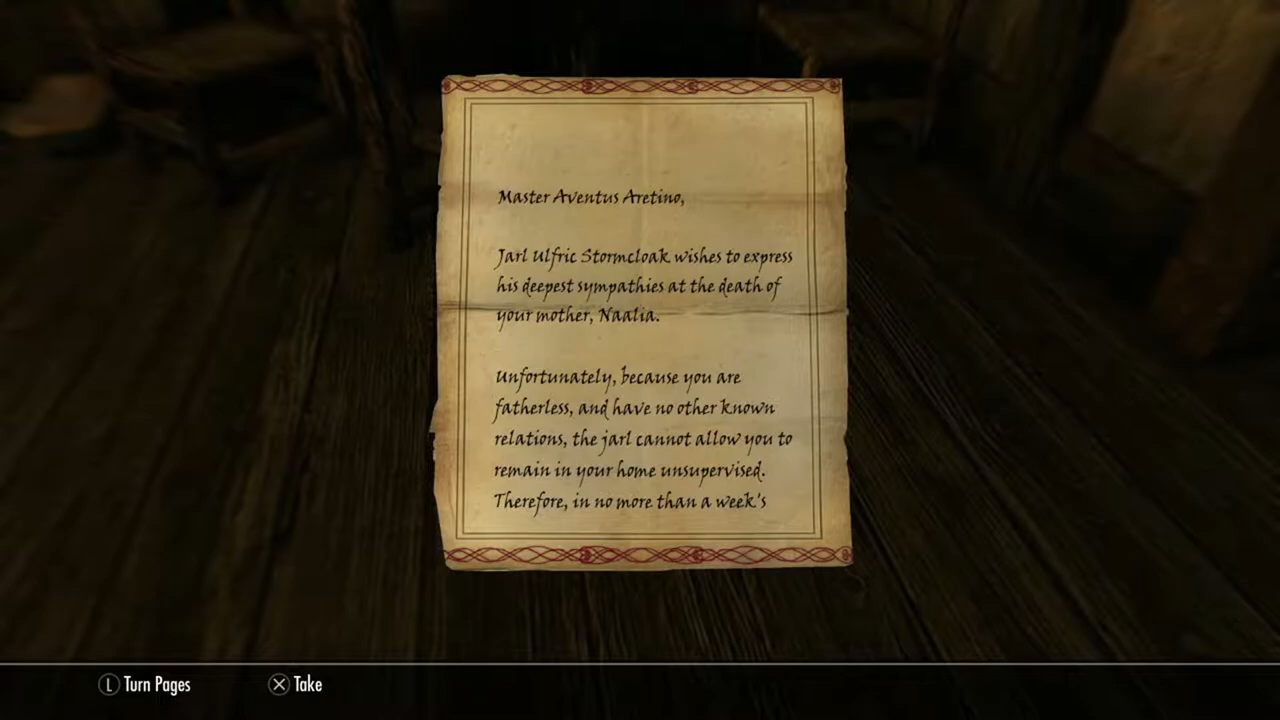 Master Aventus Aretino,
Jarl Ulfric Stormcloak wishes to express
his deepest sympathies at the death of
your mother, Naalia.
Unfortunately, because you are
fatherless, and have no other known
relations, the jarl cannot allow you to
remain in your home unsupervised.
Therefore, in no more than a week's
L Turn Pages
X Take